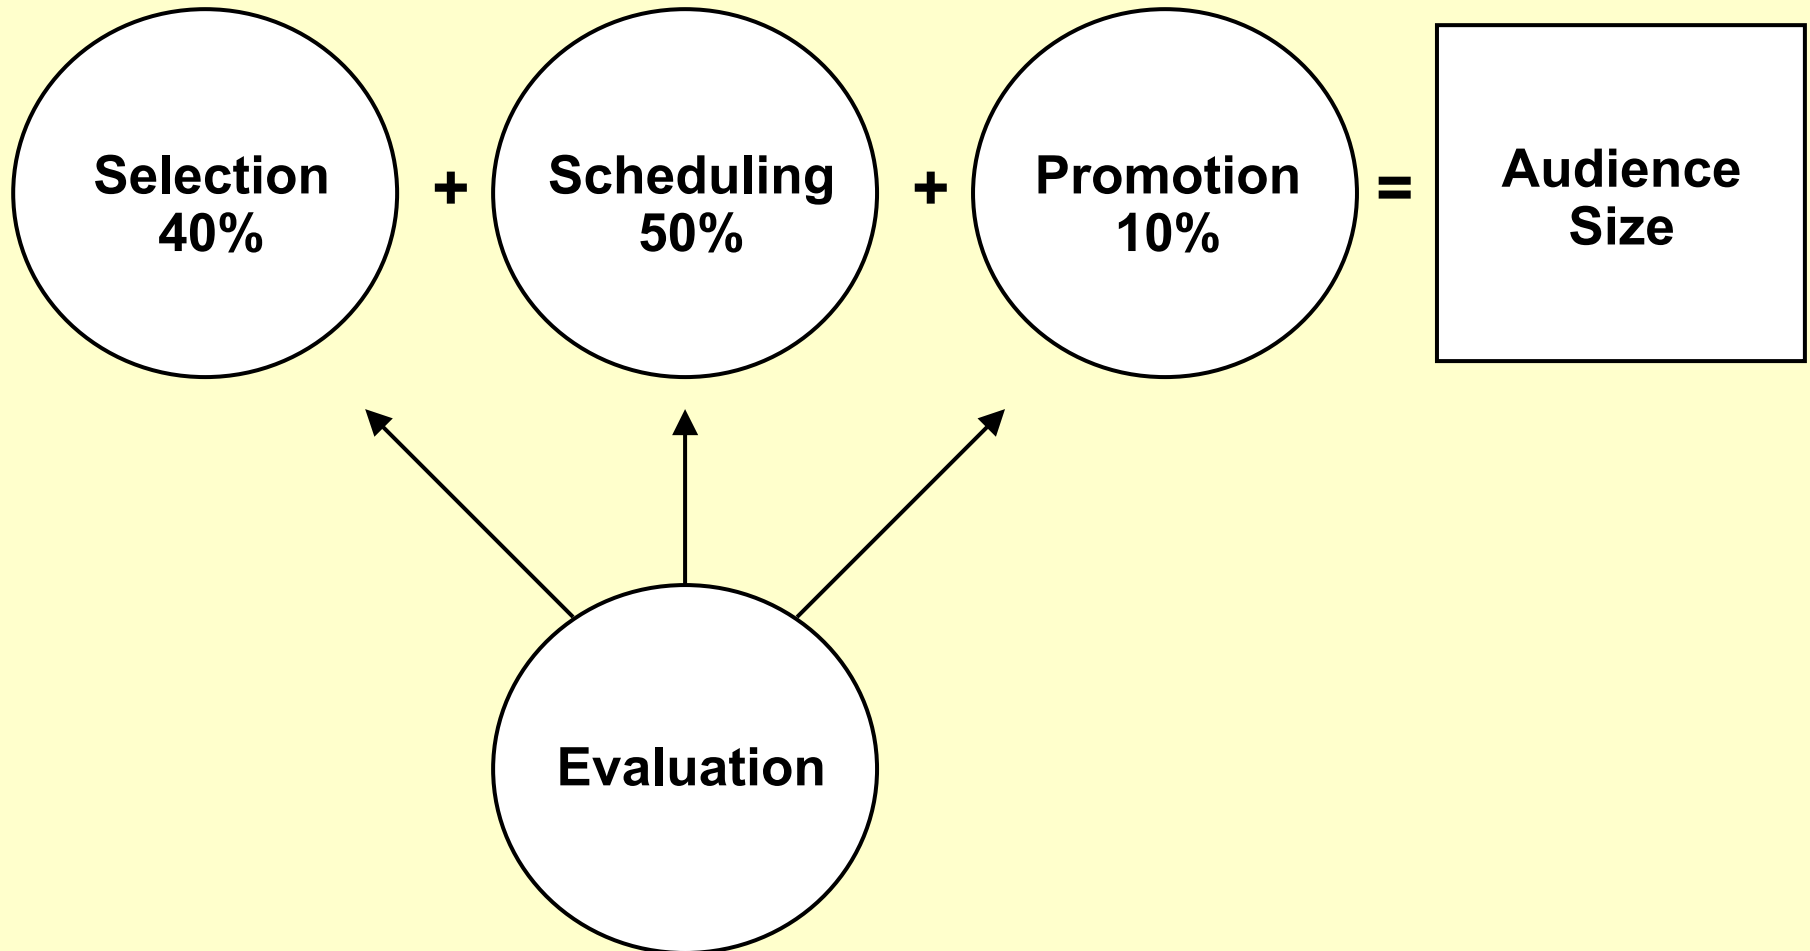 Selection
40%
+
Scheduling
50%
+
Promotion
10%
=
Audience
Size
Evaluation